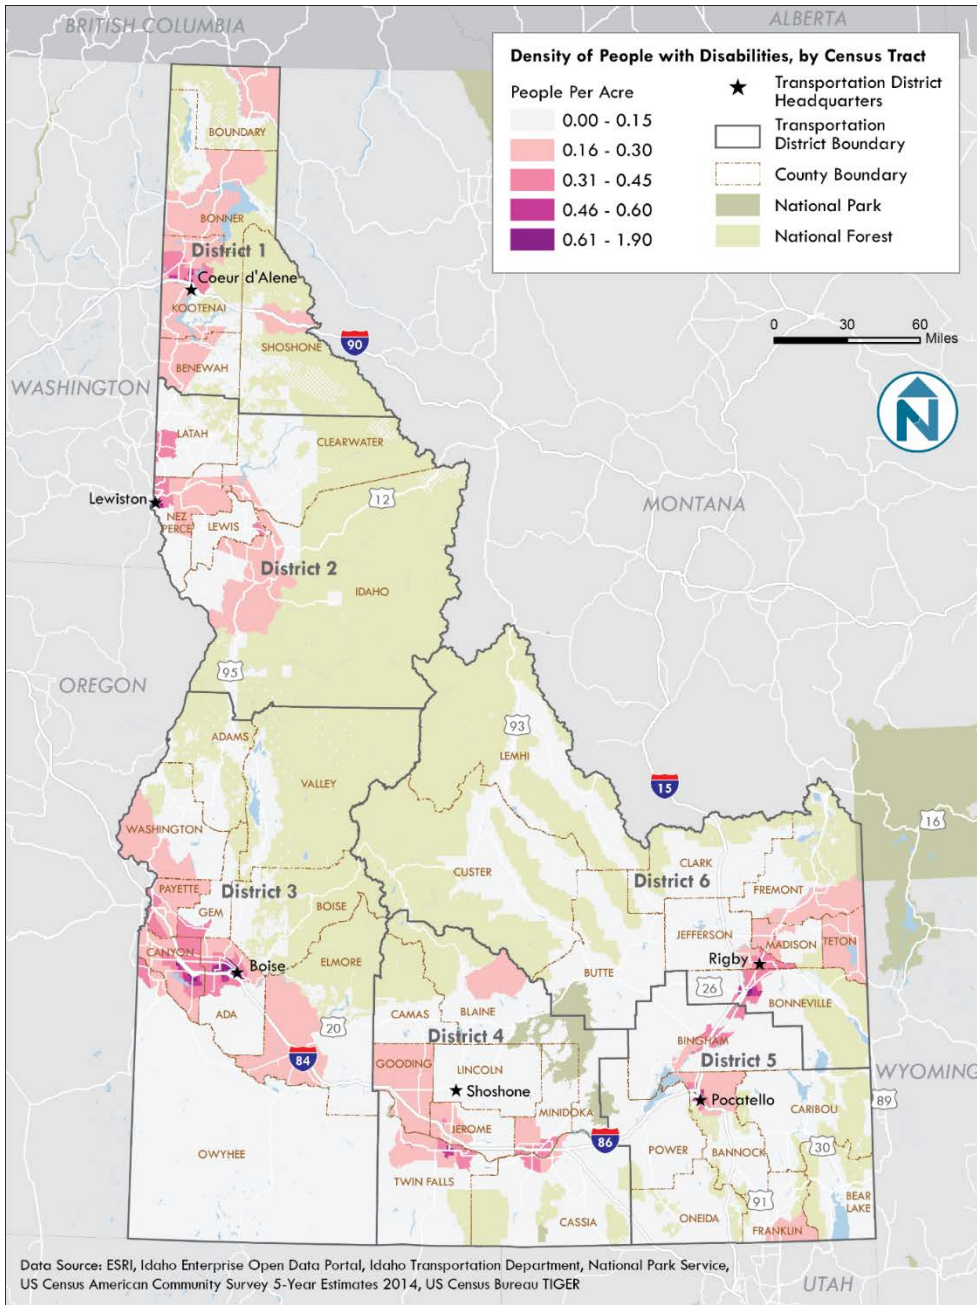 BRITISH COLUMBIA
ALBERTA
Density of People with Disabilities, by Census Tract
People Per Acre
0.00 - 0.15
0.16 - 0.30
0.31 - 0.45
0.46 - 0.60
0.61 - 1.90
Transportation District
Headquarters
Transportation
District Boundary
County Boundary
National Park
National Forest
0 30 60
Miles
N
BOUNDARY
BONNER
District 1
Coeur d'Alene
KOOTENAI
90
SHOSHONE
BENEWAH
WASHINGTON
LATAH
CLEARWATER
Lewiston
12
MONTANA
NEZ
PERCE
LEWIS
District 2
IDAHO
95
OREGON
93
ADAMS
LEMHI
VALLEY
15
16
WASHINGTON
CLARK
CUSTER
District 6
FREMONT
PAYETTE
District 3
GEM
BOISE
JEFFERSON
MADISON
TETON
CANYON
Boise
ELMORE
Rigby
BUTTE
26
BONNEVILLE
ADA
CAMAS
BLAINE
20
District 4
BINGHAM
84
GOODING
LINCOLN
District 5
WYOMING
Shoshone
Pocatello
89
MINIDOKA
CARIBOU
JEROME
86
30
OWYHEE
POWER
BANNOCK
TWIN FALLS
91
BEAR
LAKE
CASSIA
ONEIDA
FRANKLIN
Data Source: ESRI, Idaho Enterprise Open Data Portal, Idaho Transportation Department, National Park Service,
US Census American Community Survey 5-Year Estimates 2014, US Census Bureau TIGER
UTAH